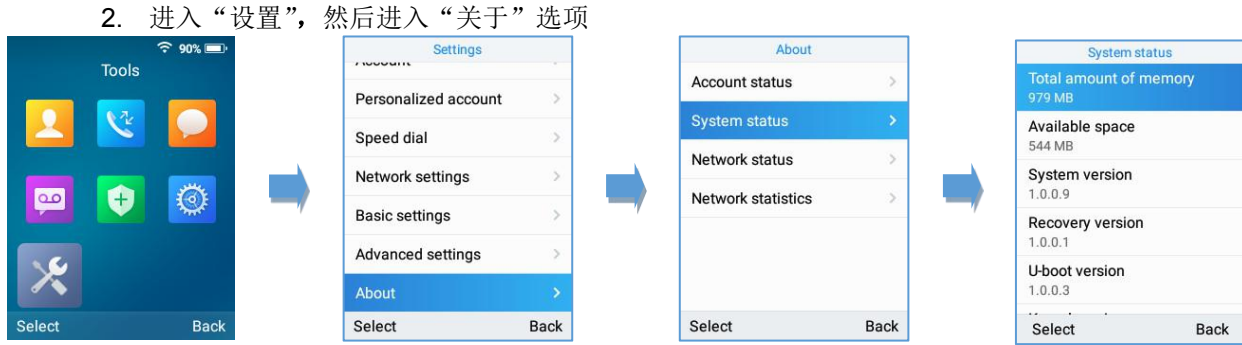 2. 进入“设置”，然后进入“关于”选项
90%
Tools
Select Back
Settings
Account
Personalized account
Speed dial
Network settings
Basic settings
Advanced settings
About
Select Back
About
Account status
System status
Network status
Network statistics
Select Back
System status
Total amount of memory
979 MB
Available space
544 MB
System version
1.0.0.9
Recovery version
1.0.0.1
U-boot version
1.0.0.3
Select Back